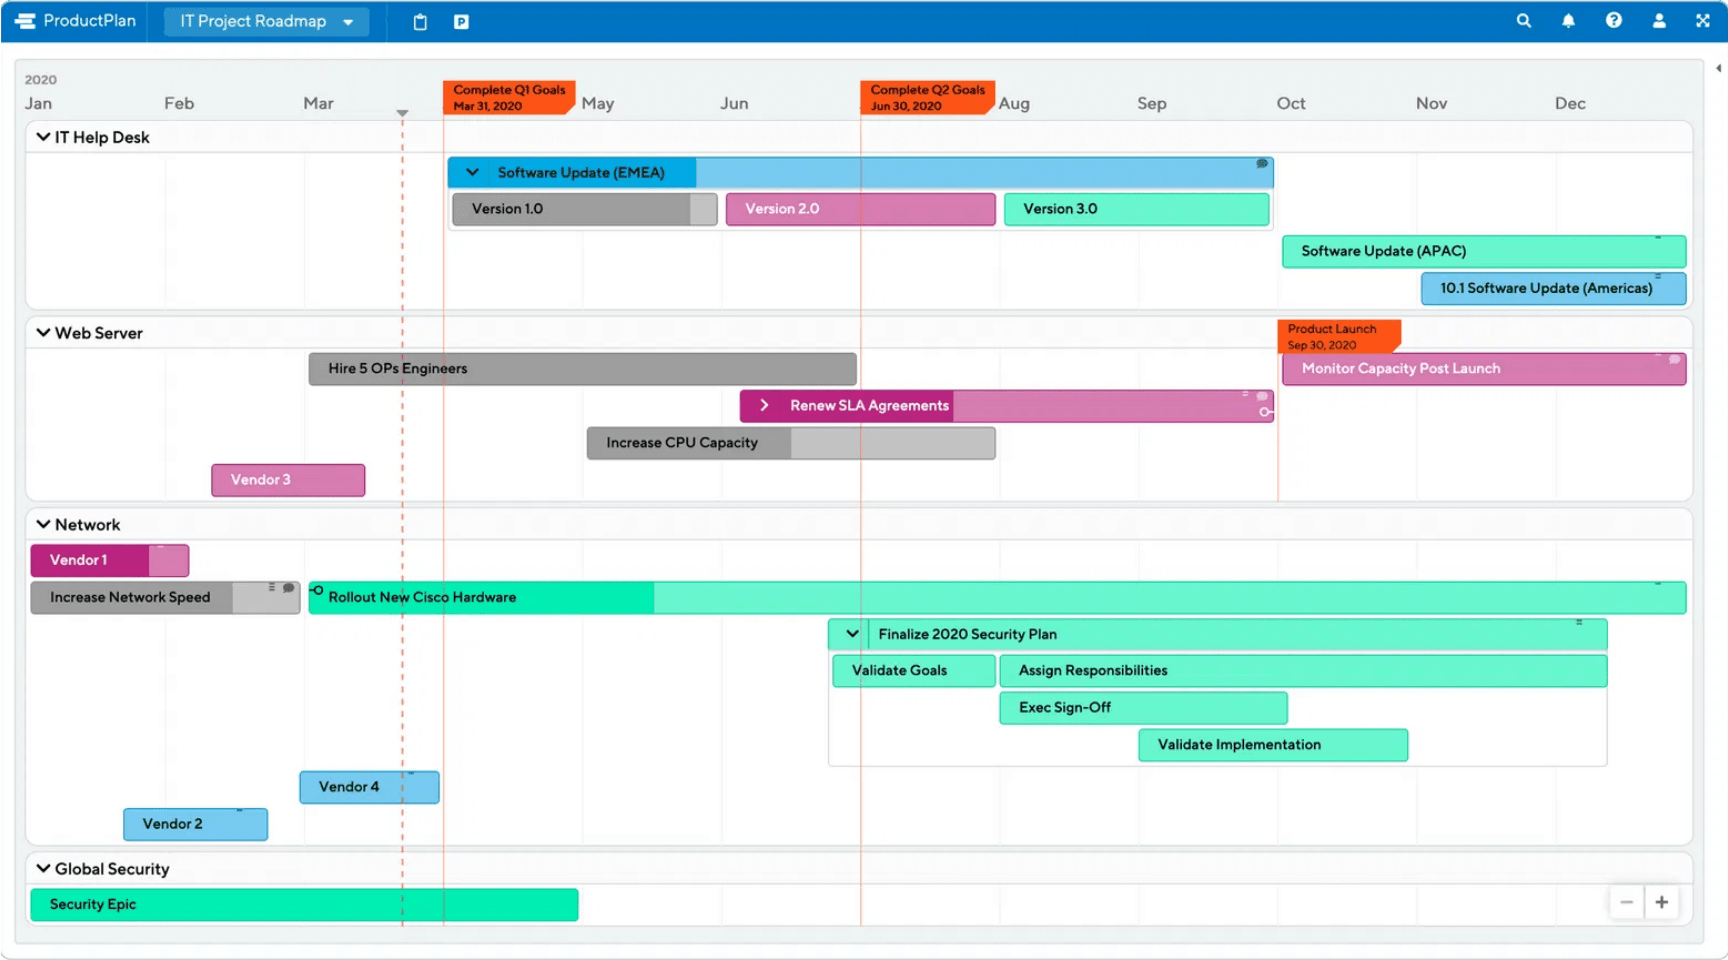 ProductPlan
IT Project Roadmap
P
?
2020
Jan Feb Mar May Jun Aug Sep Oct Nov Dec
Complete Q1 Goals
Mar 31, 2020
Complete Q2 Goals
Jun 30, 2020
IT Help Desk
Software Update (EMEA)
Version 1.0 Version 2.0 Version 3.0
Software Update (APAC)
10.1 Software Update (Americas)
Web Server
Product Launch
Sep 30, 2020
Hire 5 OPs Engineers Monitor Capacity Post Launch
Renew SLA Agreements
Increase CPU Capacity
Vendor 3
Network
Vendor 1
Increase Network Speed Rollout New Cisco Hardware
Finalize 2020 Security Plan
Validate Goals Assign Responsibilities
Exec Sign-Off
Validate Implementation
Vendor 4
Vendor 2
Global Security
Security Epic